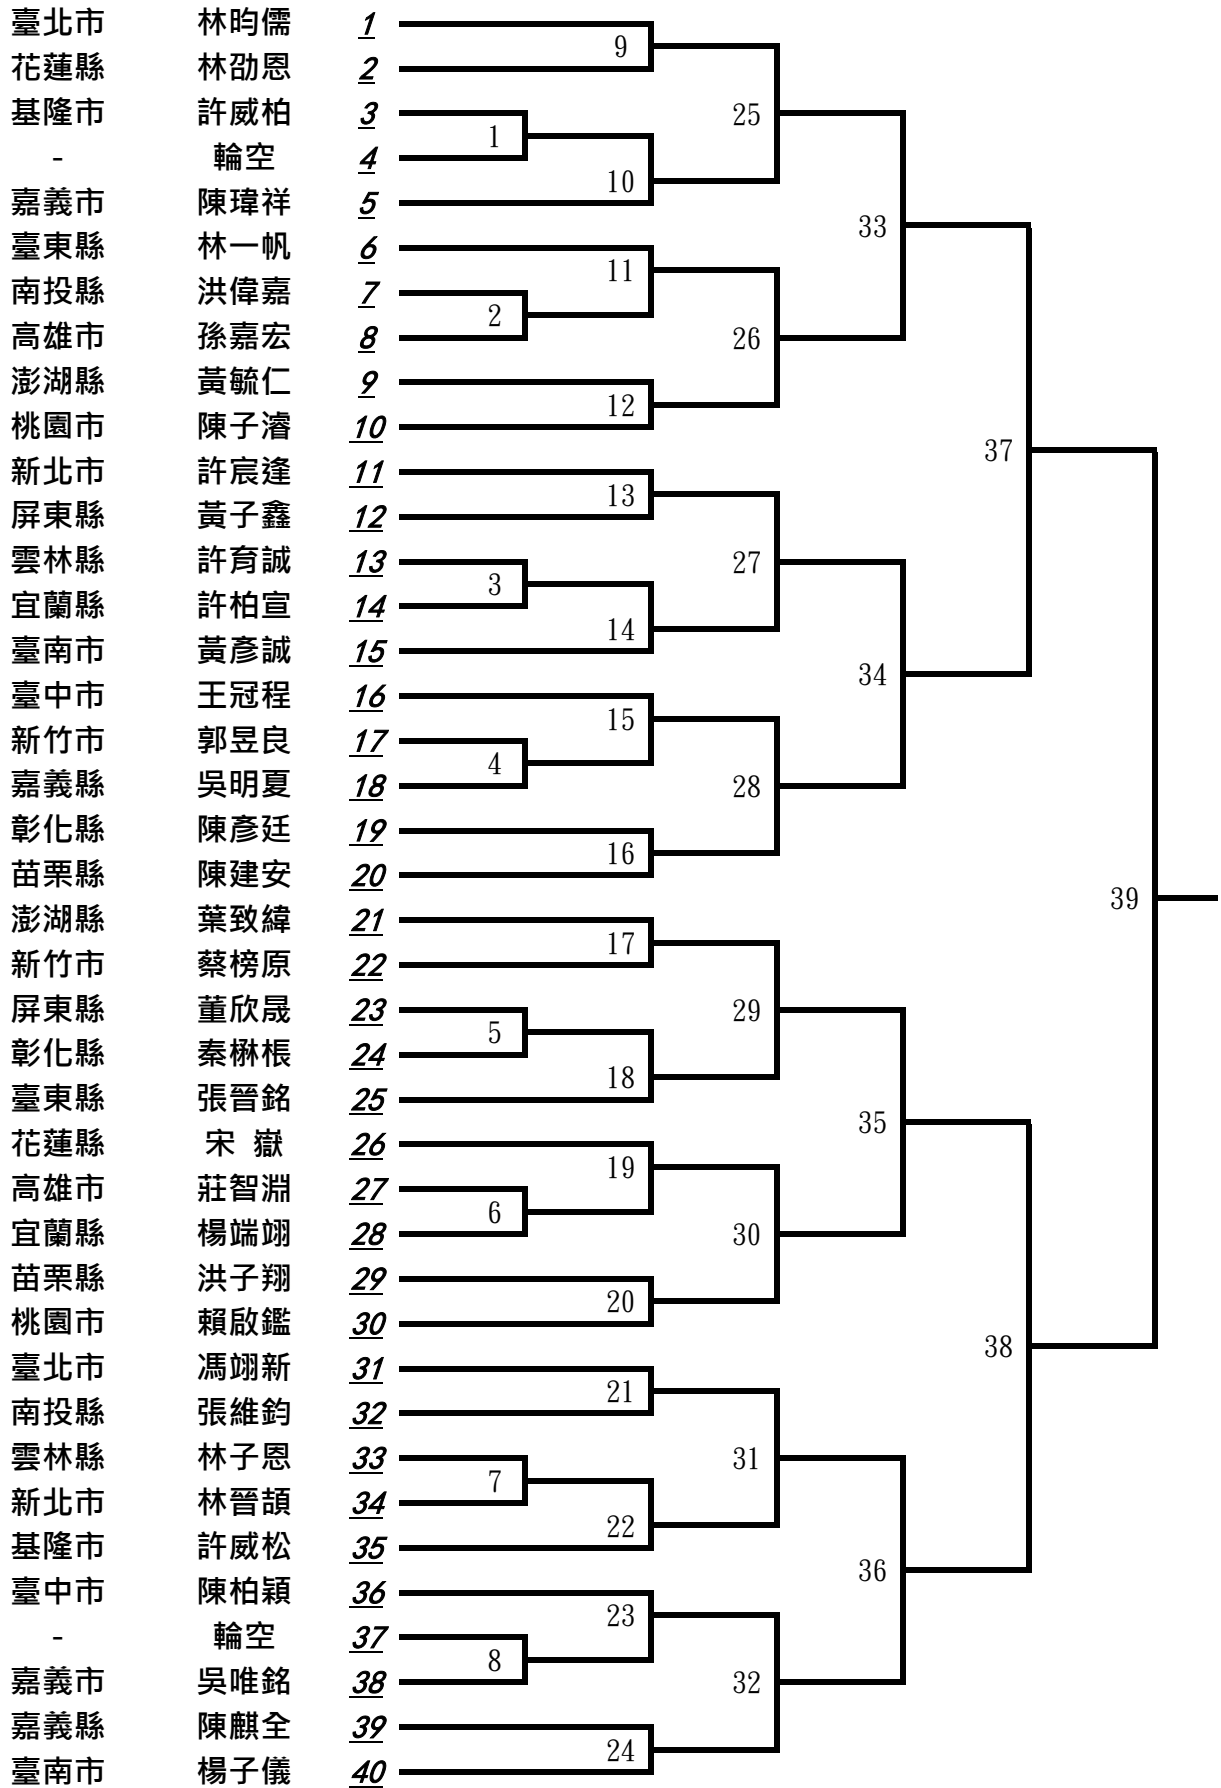 臺北市 林昀儒 1
9
花蓮縣 林劭恩 2
基隆市 許威柏 3
25
1
- 輪空 4
10
嘉義市 陳瑋祥 5
33
臺東縣 林一帆 6
11
南投縣 洪偉嘉 7
2
高雄市 孫嘉宏 8
26
澎湖縣 黃毓仁 9
12
桃園市 陳子濬 10
37
新北市 許宸逢 11
13
屏東縣 黃子鑫 12
雲林縣 許育誠 13
27
3
宜蘭縣 許柏宣 14
14
臺南市 黃彥誠 15
34
臺中市 王冠程 16
15
新竹市 郭昱良 17
4
嘉義縣 吳明夏 18
28
彰化縣 陳彥廷 19
16
苗栗縣 陳建安 20
39
澎湖縣 葉致緯 21
17
新竹市 蔡榜原 22
屏東縣 董欣晟 23
29
5
彰化縣 秦楙棖 24
18
臺東縣 張晉銘 25
35
花蓮縣 宋 嶽 26
19
高雄市 莊智淵 27
6
宜蘭縣 楊端翊 28
30
苗栗縣 洪子翔 29
20
桃園市 賴啟鑑 30
38
臺北市 馮翊新 31
21
南投縣 張維鈞 32
雲林縣 林子恩 33
31
7
新北市 林晉頡 34
22
基隆市 許威松 35
36
臺中市 陳柏穎 36
23
- 輪空 37
8
嘉義市 吳唯銘 38
32
嘉義縣 陳麒全 39
24
臺南市 楊子儀 40